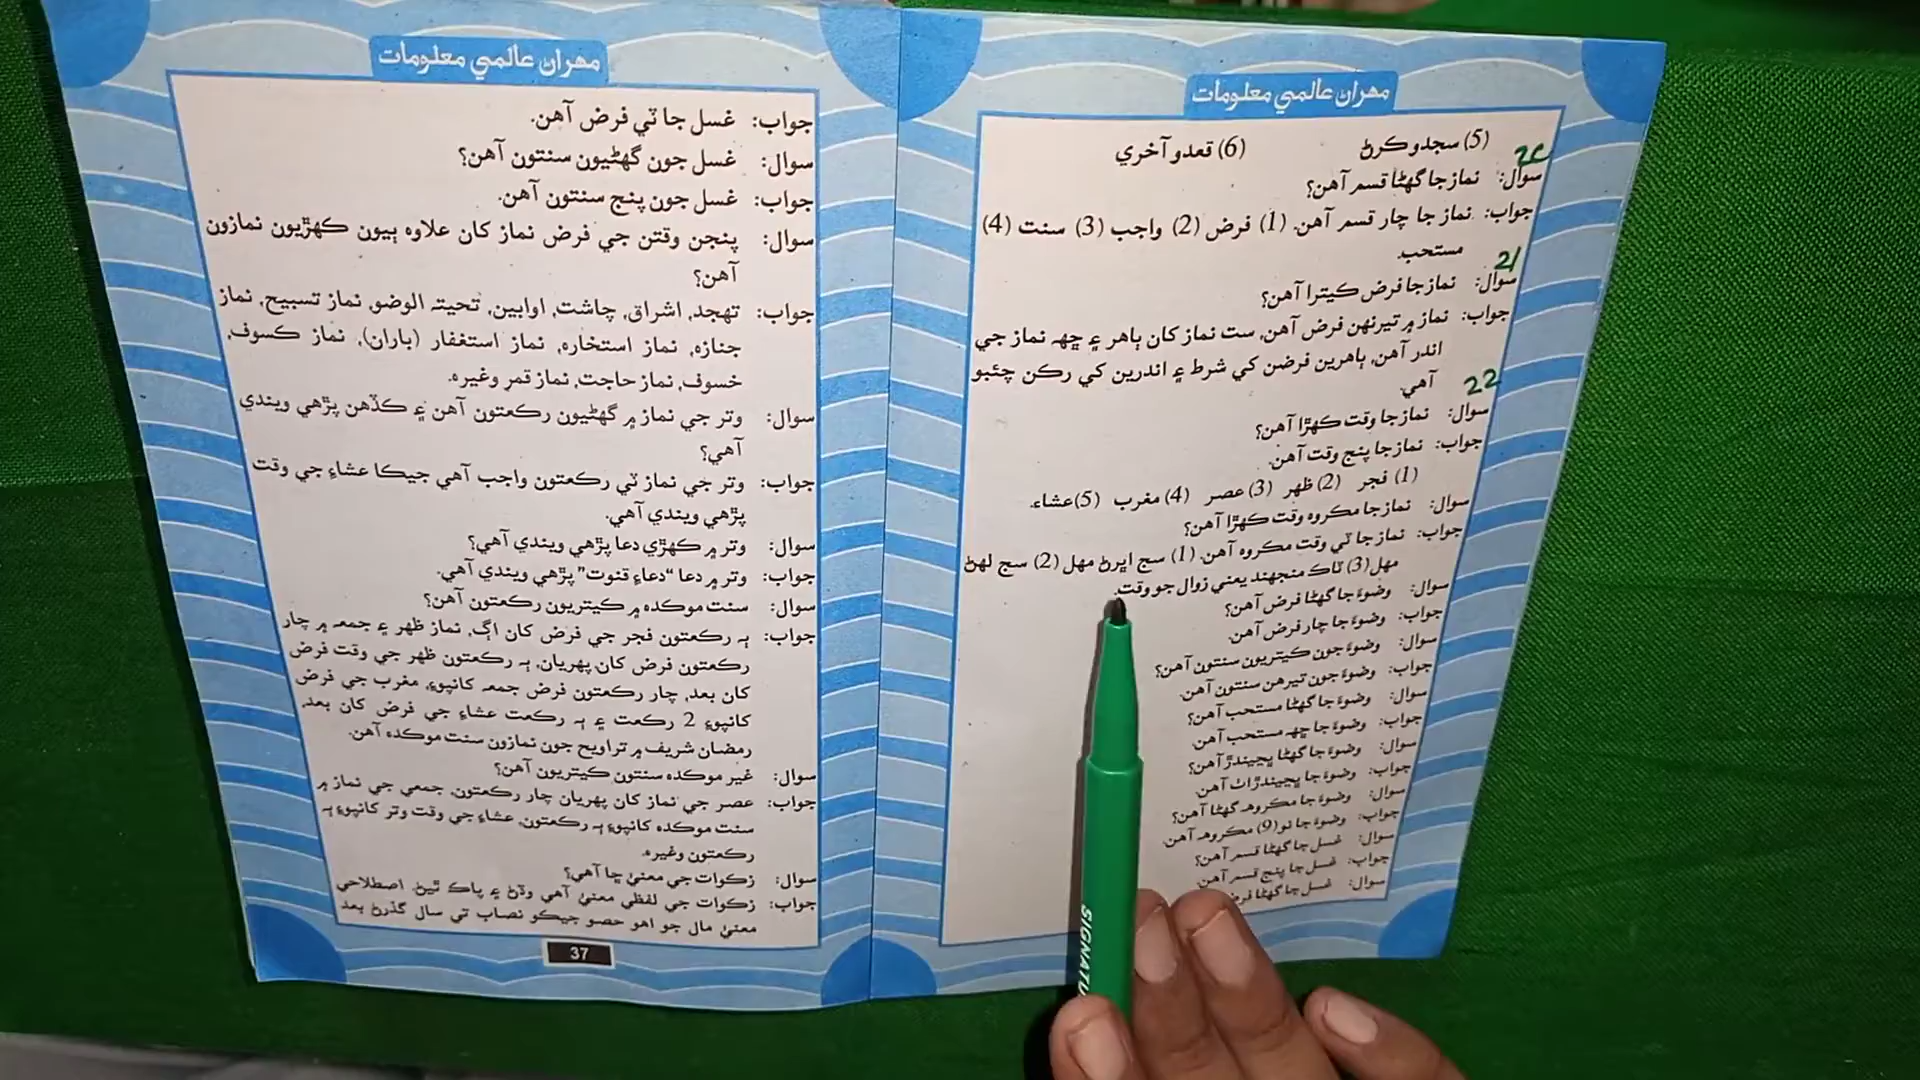 مهراڻ عالمي معلومات
(5) سجدو ڪرڻ (6) قعدو آخري
20
سوال: نماز جا گهڻا قسم آهن؟
جواب: نماز جا چار قسم آهن. (1) فرض (2) واجب (3) سنت (4)
مستحب.
21
سوال: نماز جا فرض ڪيترا آهن؟
جواب: نماز ۾ تيرنهن فرض آهن، ست نماز کان ٻاهر ۽ ڇهه نماز جي
اندر آهن، ٻاهرين فرضن کي شرط ۽ اندرين کي رڪن چئبو
آهي.
22
سوال: نماز جا وقت ڪهڙا آهن؟
جواب: نماز جا پنج وقت آهن.
(1) فجر (2) ظهر (3) عصر (4) مغرب (5) عشاء.
سوال: نماز جا مڪروه وقت ڪهڙا آهن؟
جواب: نماز جا ٽي وقت مڪروه آهن. (1) سج اڀرڻ مهل (2) سج لهڻ
مهل (3) ٺاڪ منجهند يعني زوال جو وقت.
سوال: وضوءَ جا گهڻا فرض آهن؟
جواب: وضوءَ جا چار فرض آهن.
سوال: وضوءَ جون ڪيتريون سنتون آهن؟
جواب: وضوءَ جون تيرهن سنتون آهن.
سوال: وضوءَ جا گهڻا مستحب آهن؟
جواب: وضوءَ جا ڇهه مستحب آهن.
سوال: وضوءَ جا گهڻا ڀڃيندڙ آهن؟
جواب: وضوءَ جا ڀڃيندڙ اٺ آهن.
سوال: وضوءَ جا مڪروهه گهڻا آهن؟
جواب: وضوءَ جا نو (9) مڪروهه آهن.
سوال: غسل جا گهڻا قسم آهن؟
جواب: غسل جا پنج قسم آهن.
سوال: غسل جا گهڻا فرض
مهراڻ عالمي معلومات
جواب: غسل جا ٽي فرض آهن.
سوال: غسل جون گهڻيون سنتون آهن؟
جواب: غسل جون پنج سنتون آهن.
سوال: پنجن وقتن جي فرض نماز کان علاوه ٻيون ڪهڙيون نمازون
آهن؟
جواب: تهجد، اشراق، چاشت، اوابين، تحيته الوضو، نماز تسبيح، نماز
جنازه، نماز استخاره، نماز استغفار (باران)، نماز ڪسوف،
خسوف، نماز حاجت، نماز قمر وغيره.
سوال: وتر جي نماز ۾ گهڻيون رڪعتون آهن ۽ ڪڏهن پڙهي ويندي
آهي؟
جواب: وتر جي نماز ٽي رڪعتون واجب آهي جيڪا عشاءِ جي وقت
پڙهي ويندي آهي.
سوال: وتر ۾ ڪهڙي دعا پڙهي ويندي آهي؟
جواب: وتر ۾ دعا “دعاءِ قنوت” پڙهي ويندي آهي.
سوال: سنت موڪده ۾ ڪيتريون رڪعتون آهن؟
جواب: ٻه رڪعتون فجر جي فرض کان اڳ، نماز ظهر ۽ جمعه ۾ چار
رڪعتون فرض کان پهريان، ٻه رڪعتون ظهر جي وقت فرض
کان بعد، چار رڪعتون فرض جمعہ کانپوءِ، مغرب جي فرض
کانپوءِ 2 رڪعت ۽ ٻه رڪعت عشاءِ جي فرض کان بعد،
رمضان شريف ۾ تراويح جون نمازون سنت موڪده آهن.
سوال: غير موڪده سنتون ڪيتريون آهن؟
جواب: عصر جي نماز کان پهريان چار رڪعتون، جمعي جي نماز ۾
سنت موڪده کانپوءِ ٻه رڪعتون، عشاءِ جي وقت وتر کانپوءِ ٻه
رڪعتون وغيره.
سوال: زڪوات جي معنيٰ ڇا آهي؟
جواب: زڪوات جي لفظي معنيٰ آهي وڌڻ ۽ پاڪ ٿيڻ. اصطلاحي
معنيٰ مال جو اهو حصو جيڪو نصاب تي سال گذرڻ بعد
37
SIGNATU